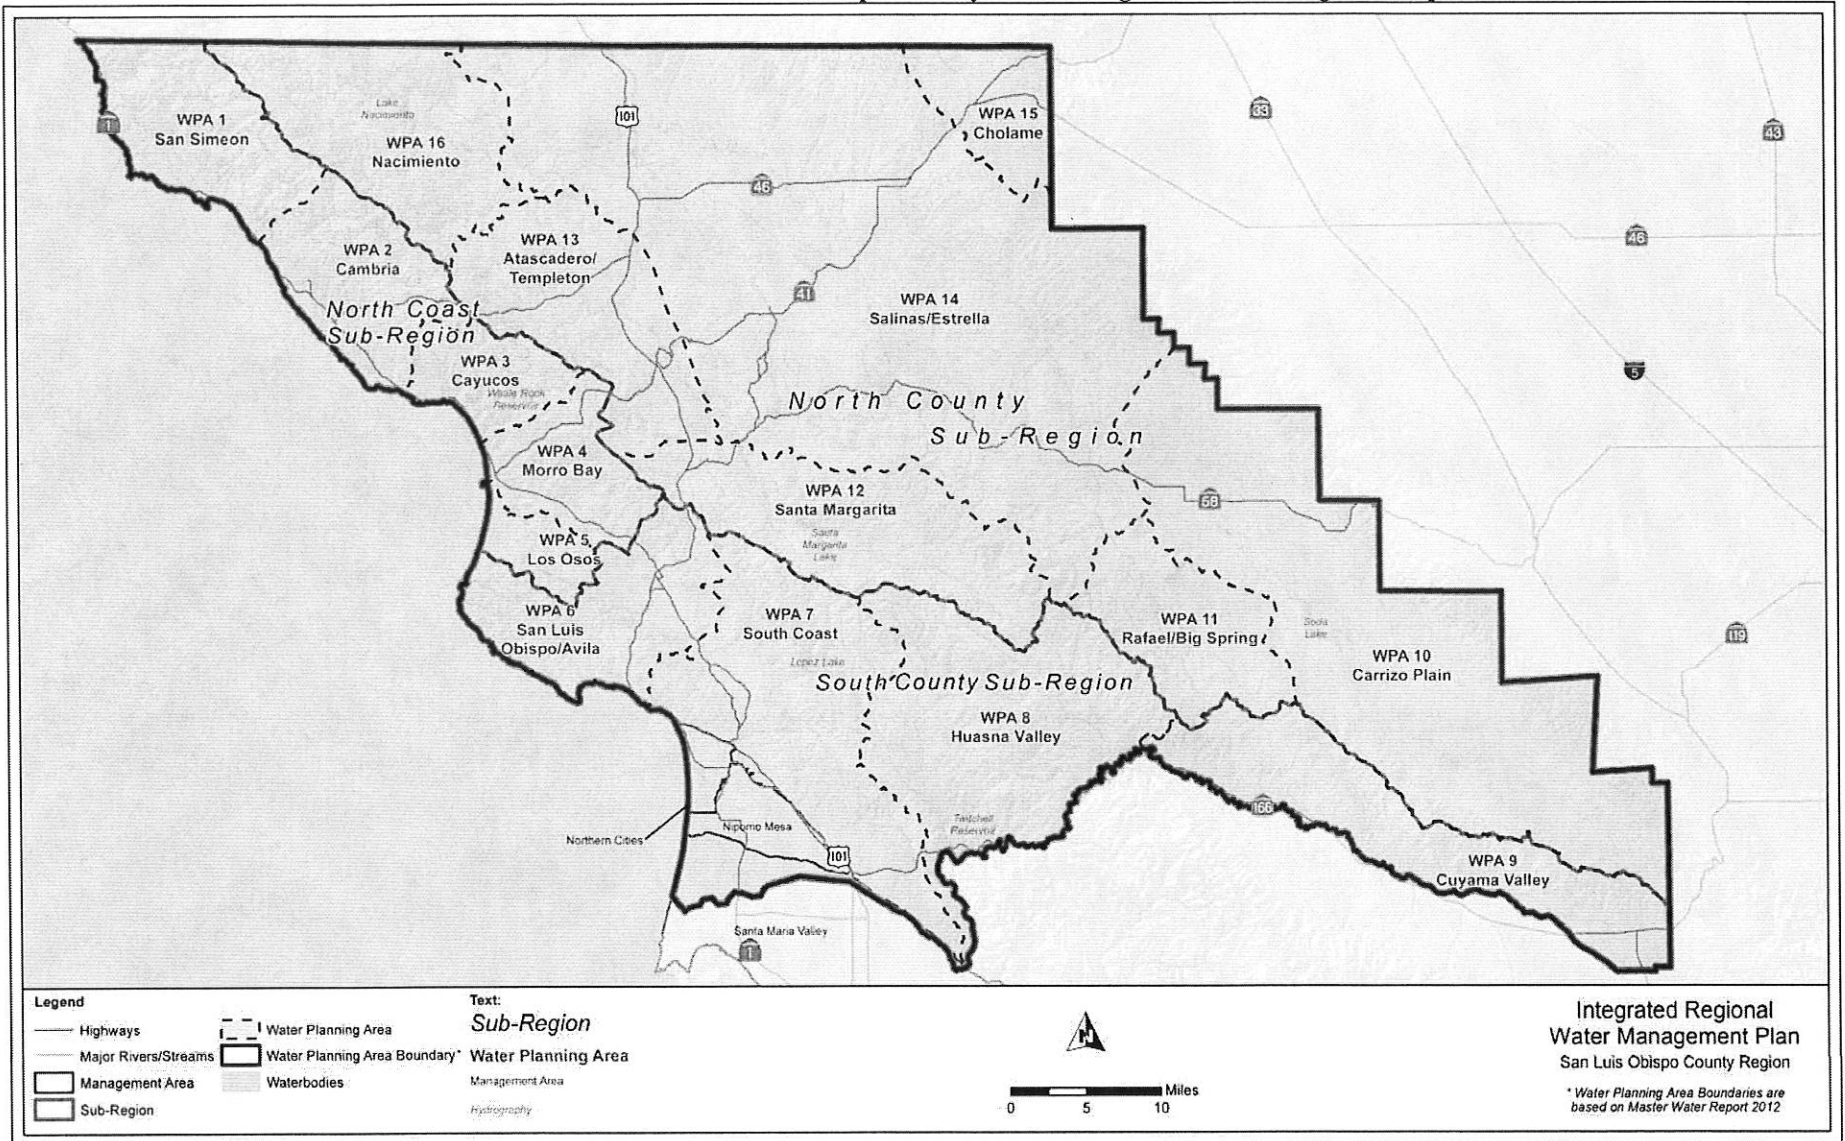 WPA 1
San Simeon
1
Lake
Nacimiento
WPA 16
Nacimiento
101
WPA 15
Cholame
33
43
46
46
WPA 2
Cambria
WPA 13
Atascadero/
Templeton
41
WPA 14
Salinas/Estrella
North Coast
Sub-Region
WPA 3
Cayucos
Whale Rock
Reservoir
5
North County
Sub-Region
WPA 4
Morro Bay
WPA 12
Santa Margarita
58
Santa
Margarita
Lake
WPA 5
Los Osos
WPA 6
San Luis
Obispo/Avila
WPA 7
South Coast
Lopez Lake
WPA 11
Rafael/Big Spring
Soda
Lake
119
WPA 10
Carrizo Plain
South County Sub-Region
WPA 8
Huasna Valley
166
Northern Cities
Nipomo Mesa
Twitchell
Reservoir
101
WPA 9
Cuyama Valley
Santa Maria Valley
1
Legend
Highways
Major Rivers/Streams
Management Area
Sub-Region
Water Planning Area
Water Planning Area Boundary*
Waterbodies
Text:
Sub-Region
Water Planning Area
Management Area
Hydrography
N
Miles
0 5 10
Integrated Regional
Water Management Plan
San Luis Obispo County Region
* Water Planning Area Boundaries are
based on Master Water Report 2012